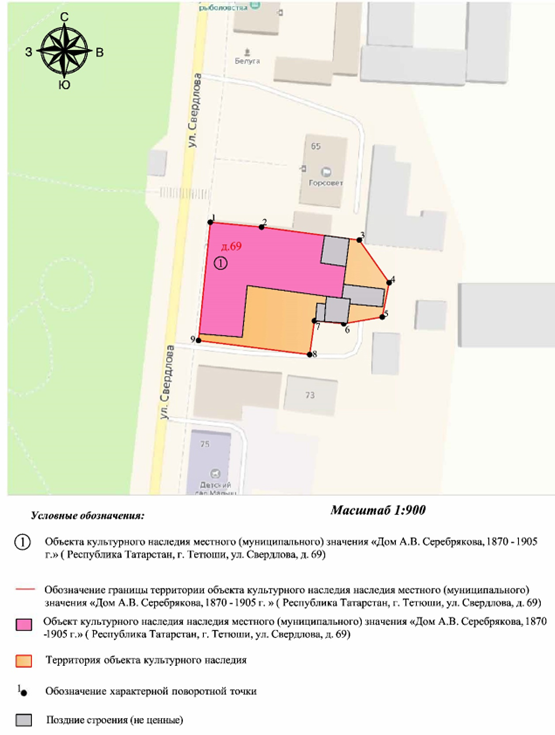 рыболовства
С
З
В
Ю
Белуга
ул. Свердлова
65
Горсовет
1
2
3
д.69
1
4
5
7
6
9
8
ул. Свердлова
73
75
Детский
сад
Масштаб 1:900
Условные обозначения:
1 Объекта культурного наследия местного (муниципального) значения «Дом А.В. Серебрякова, 1870 - 1905
г.» ( Республика Татарстан, г. Тетюши, ул. Свердлова, д. 69)
Обозначение границы территории объекта культурного наследия наследия местного (муниципального)
значения «Дом А.В. Серебрякова, 1870 -1905 г. » ( Республика Татарстан, г. Тетюши, ул. Свердлова, д. 69)
Объект культурного наследия наследия местного (муниципального) значения «Дом А.В. Серебрякова, 1870
-1905 г.» ( Республика Татарстан, г. Тетюши, ул. Свердлова, д. 69)
Территория объекта культурного наследия
1 Обозначение характерной поворотной точки
Поздние строения (не ценные)